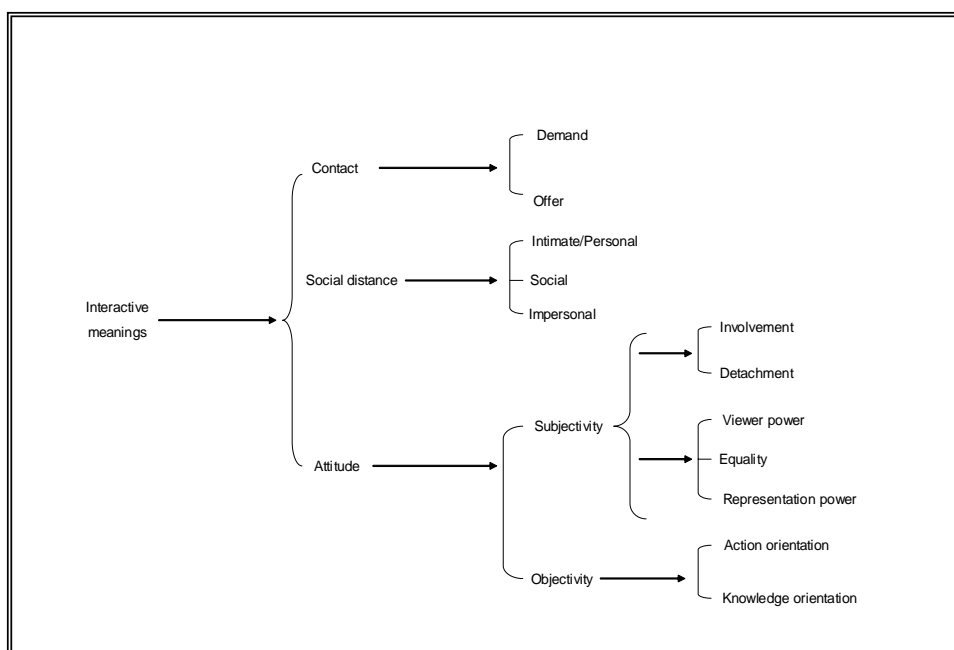 Demand
Contact
Offer
Intimate/Personal
Social distance
Social
Impersonal
Interactive
meanings
Involvement
Detachment
Subjectivity
Viewer power
Equality
Attitude
Representation power
Action orientation
Objectivity
Knowledge orientation